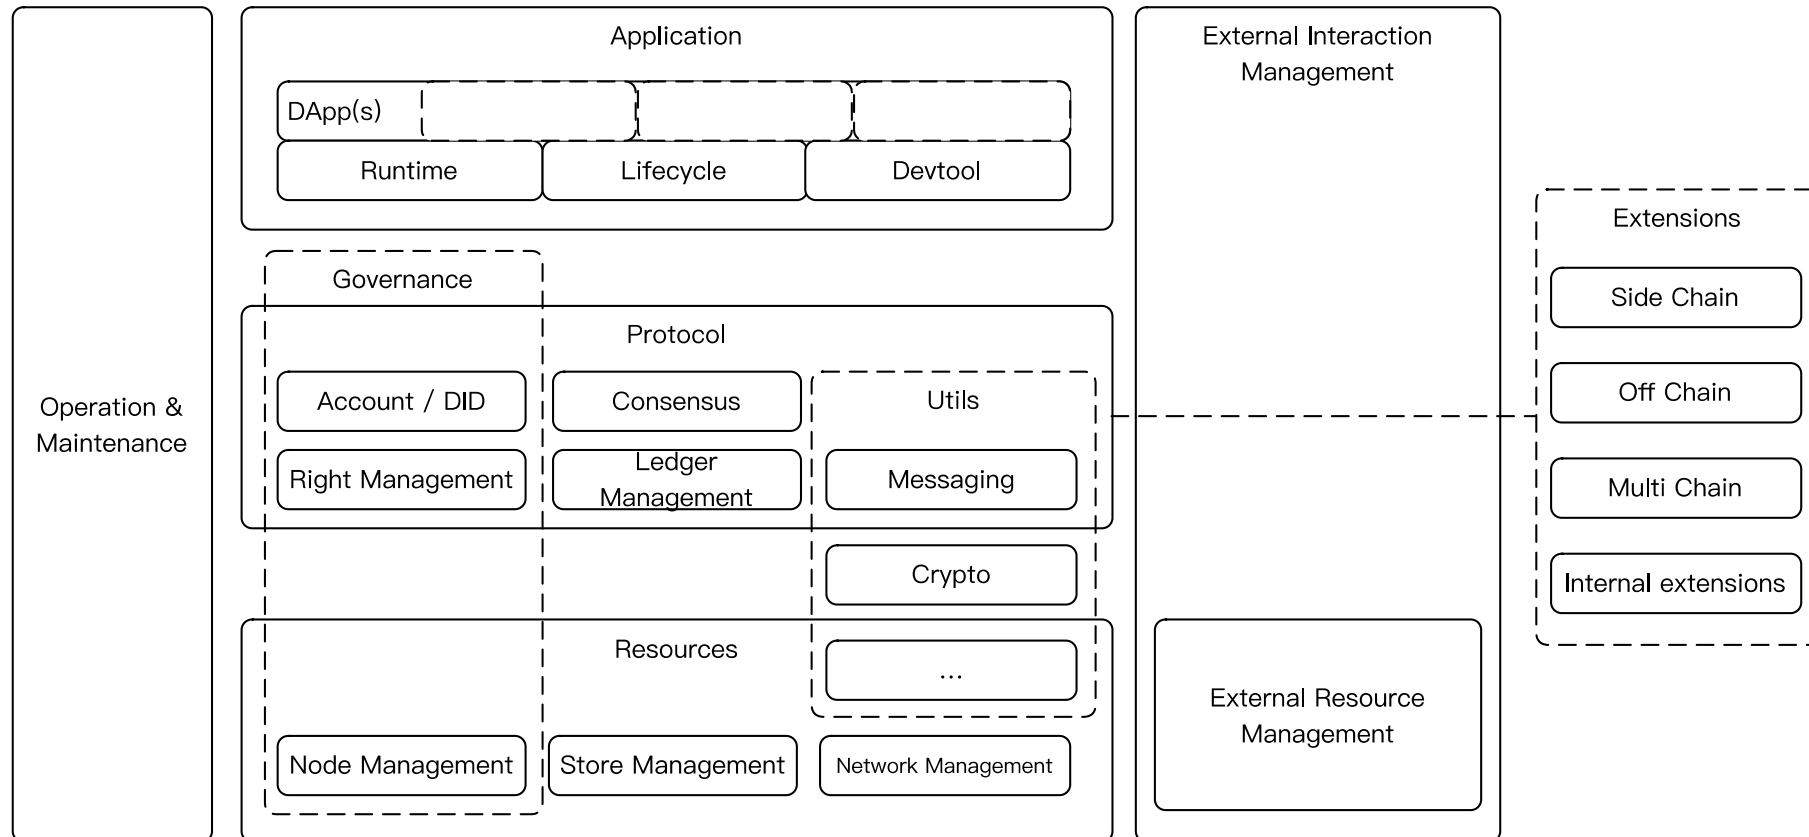 Operation &
Maintenance
Application
DApp(s)
Runtime
Lifecycle
Devtool
Governance
Protocol
Account / DID
Consensus
Utils
Right Management
Ledger
Management
Messaging
Crypto
Resources
...
Node Management
Store Management
Network Management
External Interaction
Management
External Resource
Management
Extensions
Side Chain
Off Chain
Multi Chain
Internal extensions